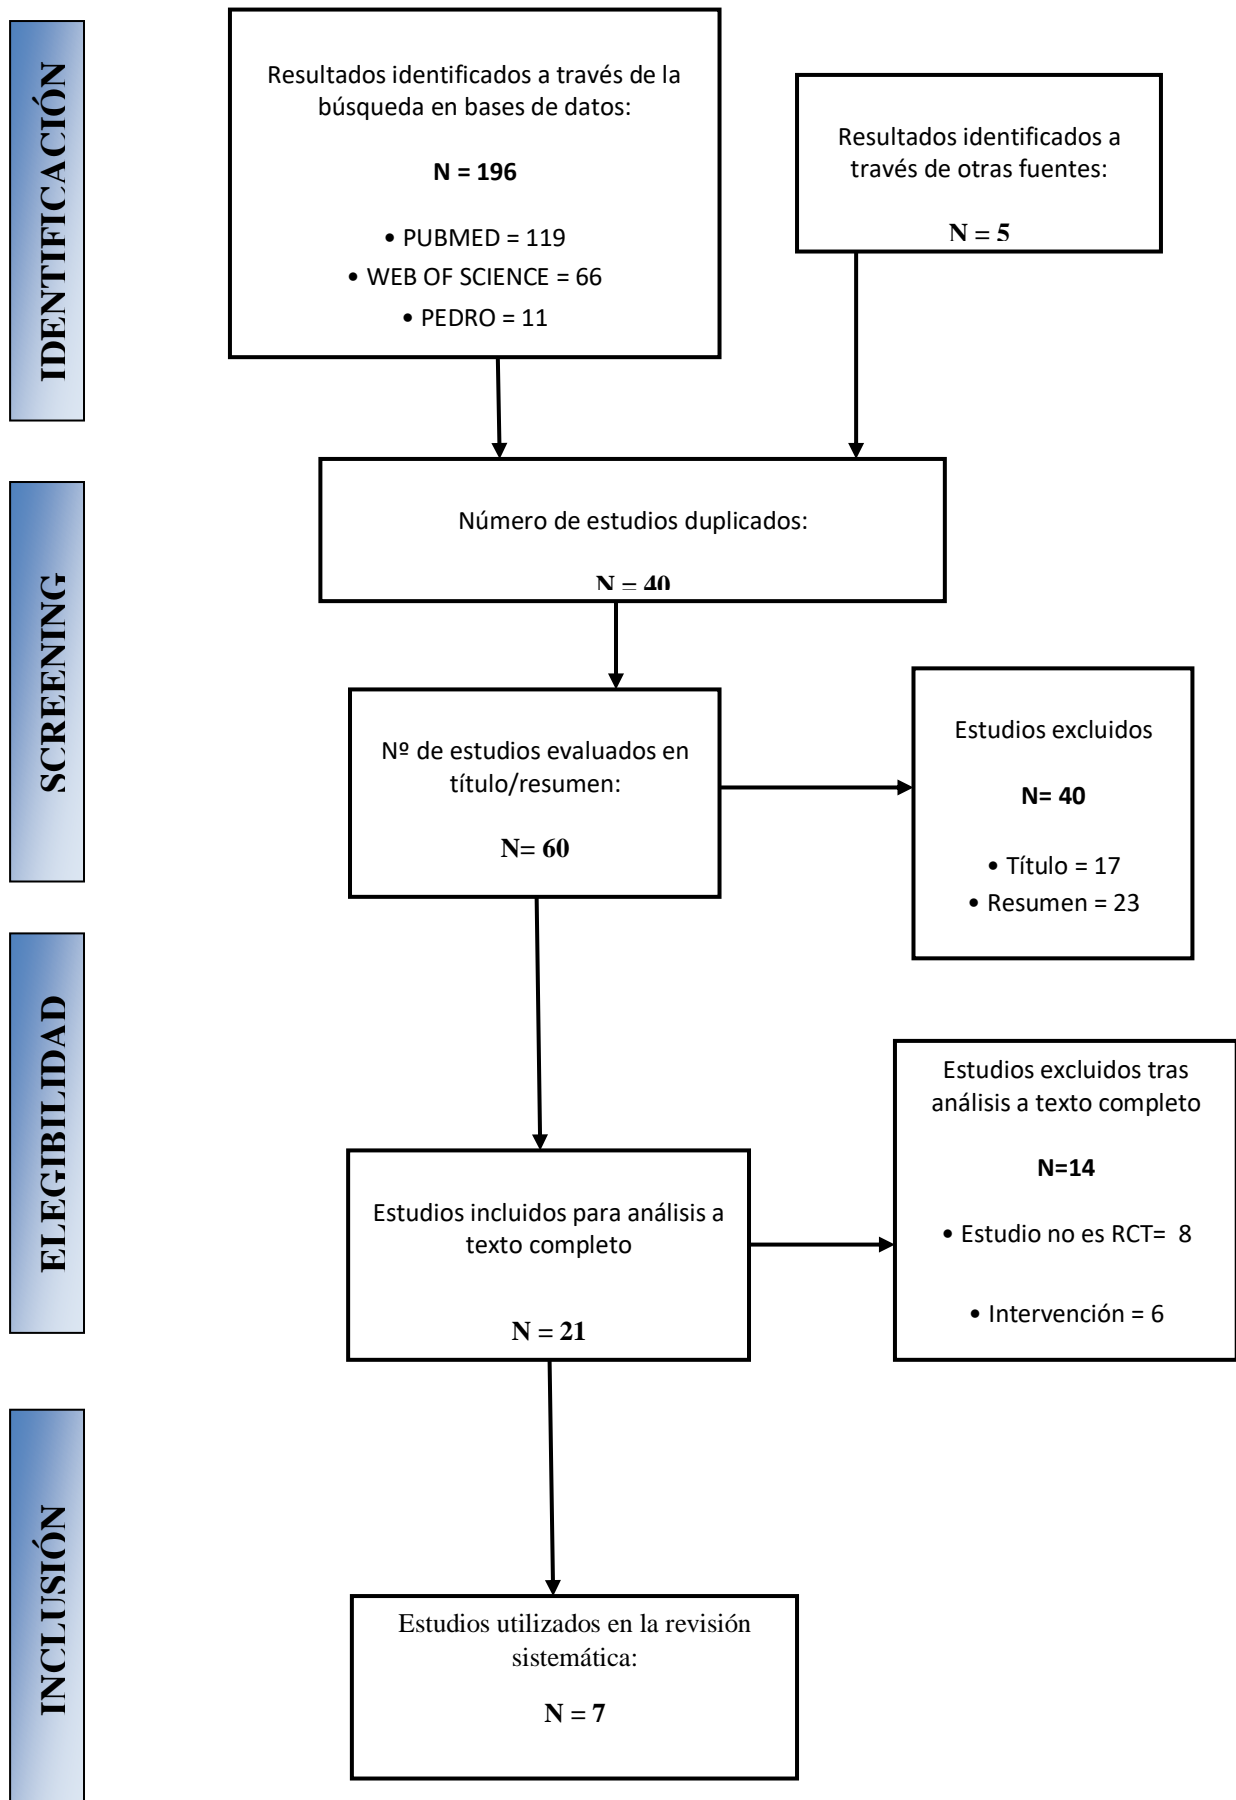 IDENTIFICACIÓN
Resultados identificados a través de la
búsqueda en bases de datos:
N = 196
• PUBMED = 119
• WEB OF SCIENCE = 66
• PEDRO = 11
Resultados identificados a
través de otras fuentes:
N = 5
SCREENING
Número de estudios duplicados:
N = 40
Nº de estudios evaluados en
título/resumen:
N= 60
Estudios excluidos
N= 40
• Título = 17
• Resumen = 23
ELEGIBILIDAD
Estudios incluidos para análisis a
texto completo
N = 21
Estudios excluidos tras
análisis a texto completo
N=14
• Estudio no es RCT= 8
• Intervención = 6
INCLUSIÓN
Estudios utilizados en la revisión
sistemática:
N = 7